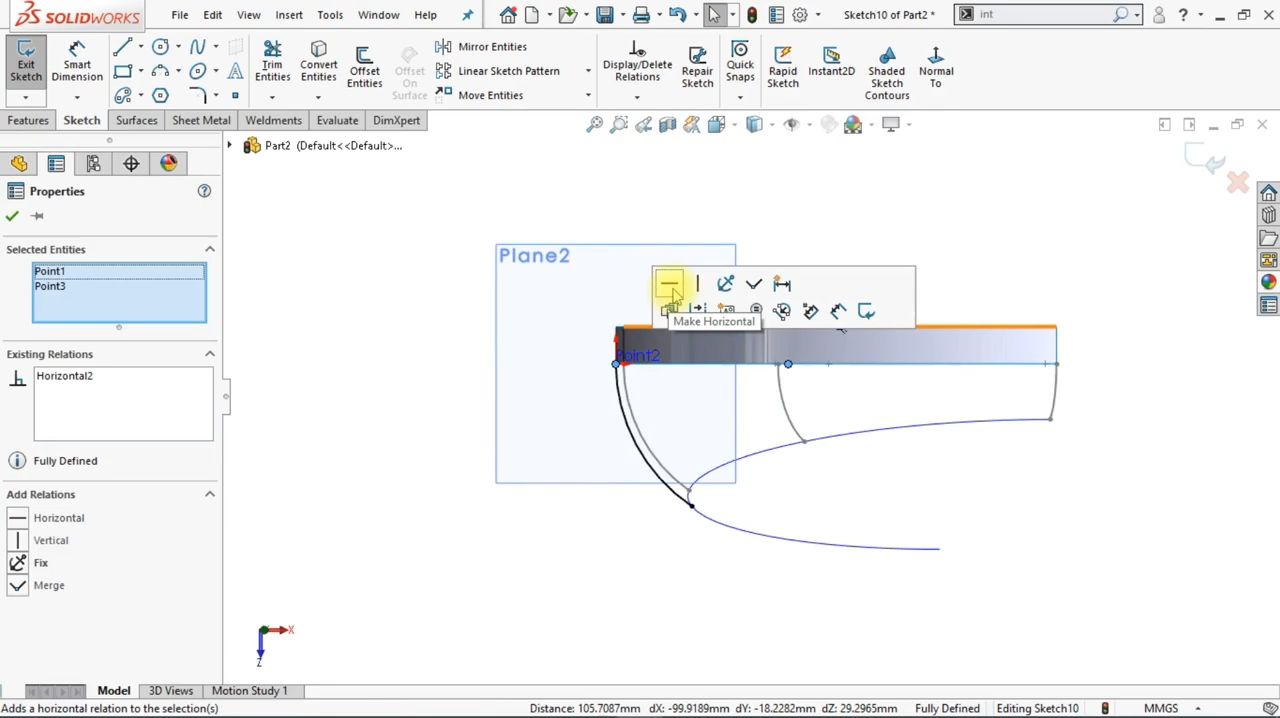 SOLIDWORKS
File Edit View Insert Tools Window Help
Sketch10 of Part2 *
int
Exit Sketch
Smart Dimension
Trim Entities
Convert Entities
Offset Entities
Offset On Surface
Mirror Entities
Linear Sketch Pattern
Move Entities
Display/Delete Relations
Repair Sketch
Quick Snaps
Rapid Sketch
Instant2D
Shaded Sketch Contours
Normal To
Features Sketch Surfaces Sheet Metal Weldments Evaluate DimXpert
Part2 (Default<<Default>...
Properties
Selected Entities
Point1
Point3
Existing Relations
Horizontal2
Fully Defined
Add Relations
Horizontal
Vertical
Fix
Merge
Plane2
Make Horizontal
Point2
X
Z
Model 3D Views Motion Study 1
Adds a horizontal relation to the selection(s)
Distance: 105.7087mm dX: -99.9189mm dY: -18.2282mm dZ: 29.2965mm Fully Defined Editing Sketch10 MMGS